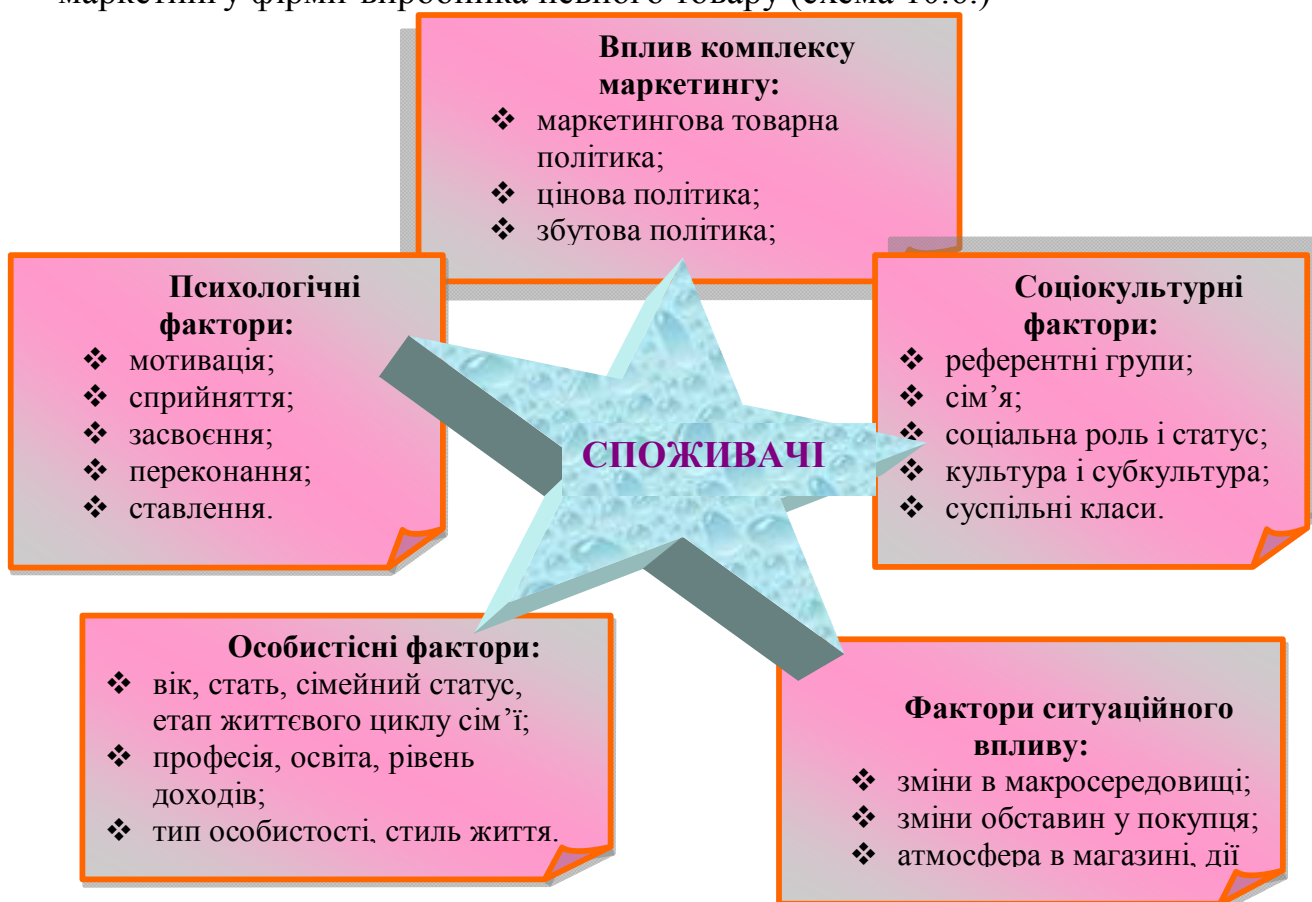 маркетингу фірми-виробника певного товару (схема 10.6.)
Вплив комплексу
маркетингу:
❖ маркетингова товарна
політика;
❖ цінова політика;
❖ збутова політика;
Психологічні
фактори:
❖ мотивація;
❖ сприйняття;
❖ засвоєння;
❖ переконання;
❖ ставлення.
Соціокультурні
фактори:
❖ референтні групи;
❖ сім’я;
❖ соціальна роль і статус;
❖ культура і субкультура;
❖ суспільні класи.
СПОЖИВАЧІ
Особистісні фактори:
❖ вік, стать, сімейний статус,
етап життєвого циклу сім’ї;
❖ професія, освіта, рівень
доходів;
❖ тип особистості, стиль життя.
Фактори ситуаційного
впливу:
❖ зміни в макросередовищі;
❖ зміни обставин у покупця;
❖ атмосфера в магазині, дії